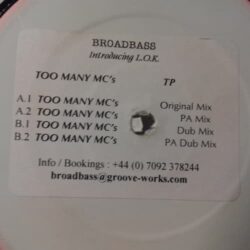 BROADBASS
Introducing L.O.K.
TOO MANY MC's TP
A.1 TOO MANY MC's Original Mix
A.2 TOO MANY MC's PA Mix
B.1 TOO MANY MC's Dub Mix
B.2 TOO MANY MC's PA Dub Mix
Info / Bookings : +44 (0) 7092 378244
broadbass@groove-works.com